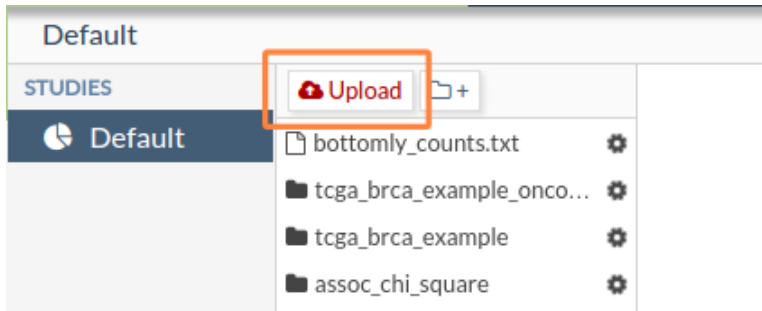 Default
STUDIES
Default
Upload
+
bottomly_counts.txt
tcga_brca_example_onco...
tcga_brca_example
assoc_chi_square